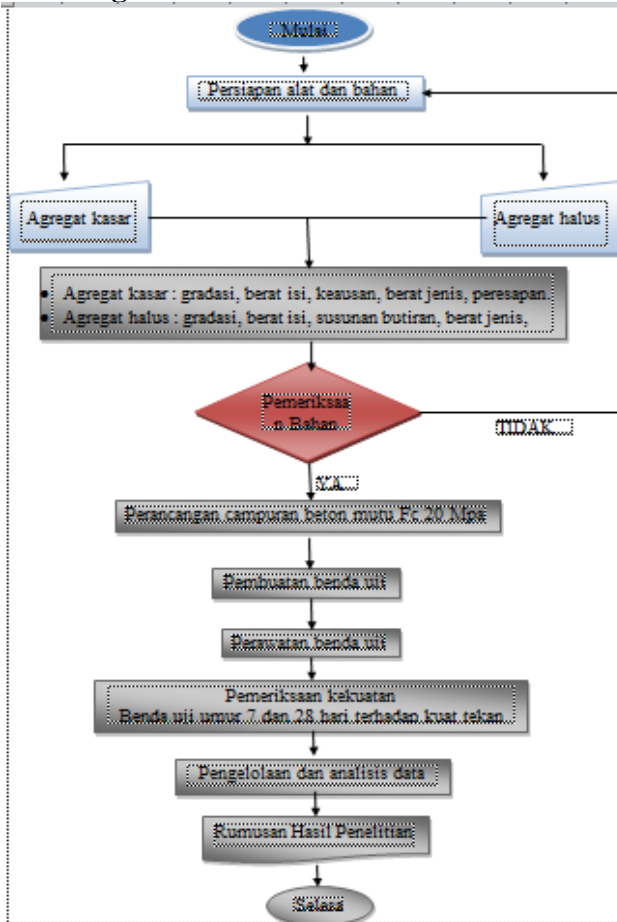 Mulai
Persiapan alat dan bahan
Agregat kasar
Agregat halus
• Agregat kasar : gradasi, berat isi, keausan, berat jenis, peresapan.
• Agregat halus : gradasi, berat isi, susunan butiran, berat jenis,
Pemeriksaa
n Bahan
TIDAK
YA
Perancangan campuran beton mutu Fc 20 Mpa
Pembuatan benda uji
Perawatan benda uji
Pemeriksaan kekuatan
Benda uji umur 7 dan 28 hari terhadap kuat tekan
Pengelolaan dan analisis data
Rumusan Hasil Penelitian
Selesai